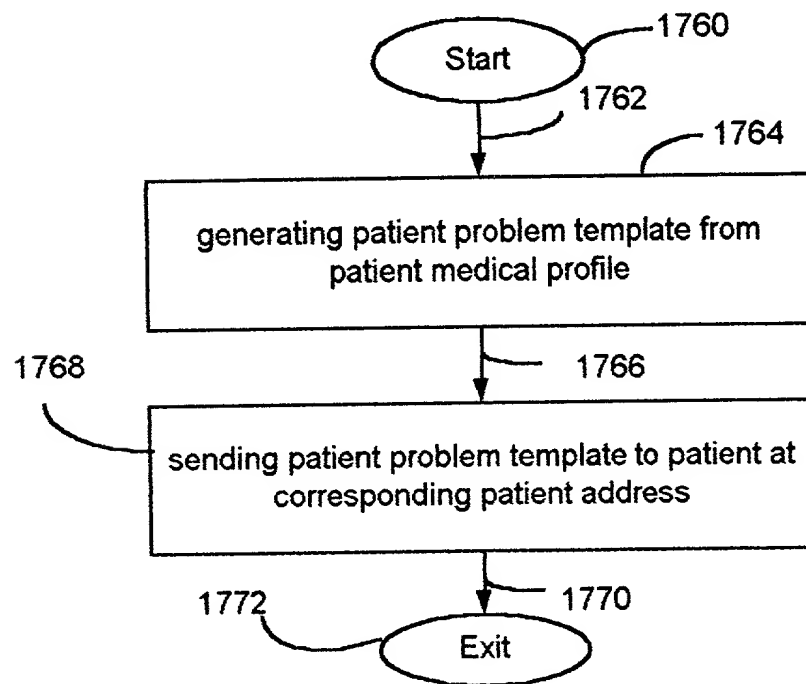 1760
Start
1762
1764
generating patient problem template from
patient medical profile
1766
1768
sending patient problem template to patient at
corresponding patient address
1770
1772
Exit